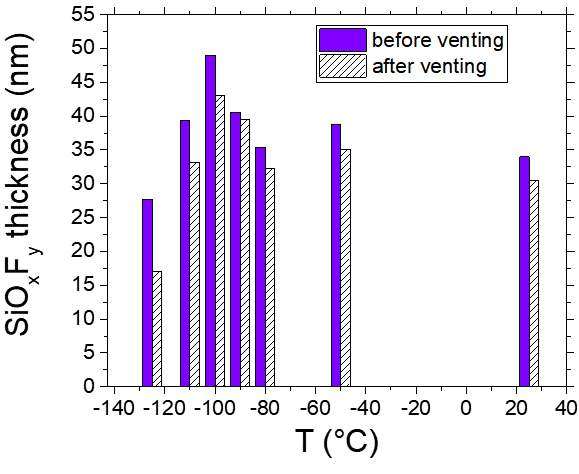 55
50
45
40
35
30
25
20
15
10
5
0
SiOxFy thickness (nm)
before venting
after venting
-140 -120 -100 -80 -60 -40 -20 0 20 40
T (°C)